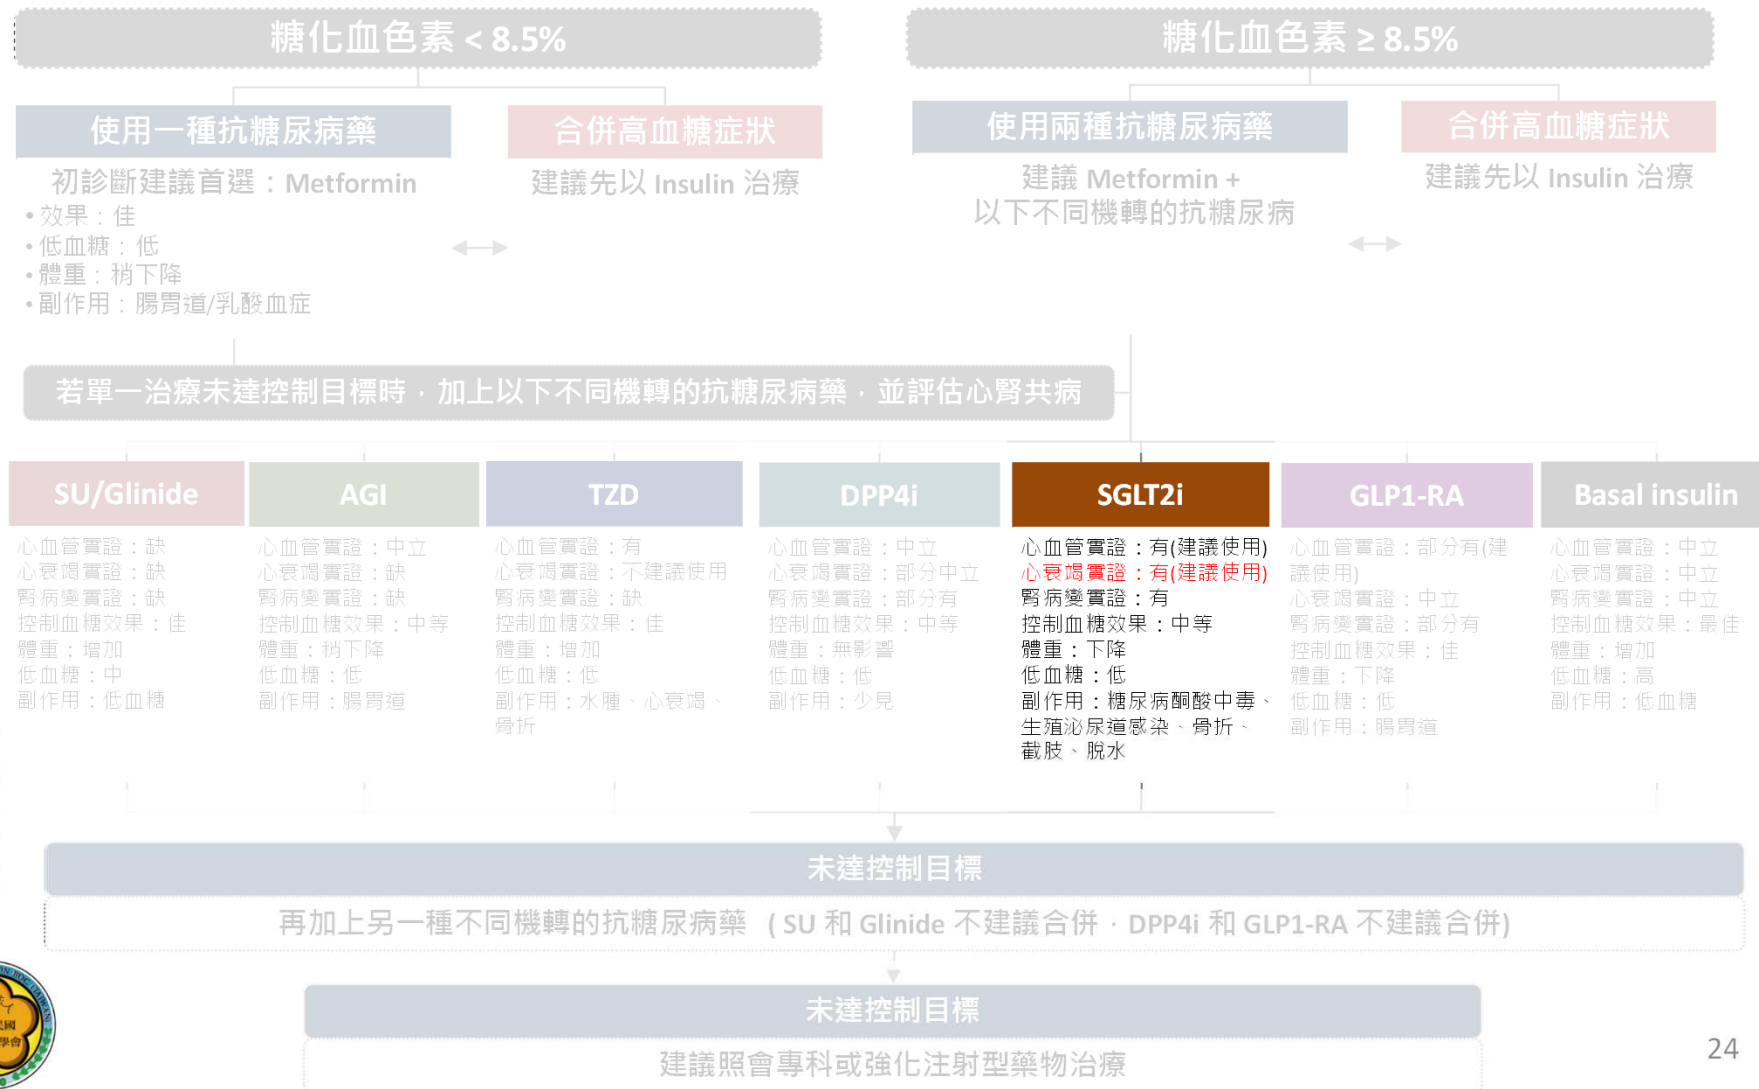 糖化血色素 < 8.5%
糖化血色素 ≥ 8.5%
使用一種抗糖尿病藥
合併高血糖症狀
使用兩種抗糖尿病藥
合併高血糖症狀
初診斷建議首選：Metformin
• 效果：佳
• 低血糖：低
• 體重：稍下降
• 副作用：腸胃道/乳酸血症
建議先以 Insulin 治療
建議 Metformin +
以下不同機轉的抗糖尿病
建議先以 Insulin 治療
若單一治療未達控制目標時，加上以下不同機轉的抗糖尿病藥，並評估心腎共病
SU/Glinide
心血管實證：缺
心衰竭實證：缺
腎病變實證：缺
控制血糖效果：佳
體重：增加
低血糖：中
副作用：低血糖
AGI
心血管實證：中立
心衰竭實證：缺
腎病變實證：缺
控制血糖效果：中等
體重：稍下降
低血糖：低
副作用：腸胃道
TZD
心血管實證：有
心衰竭實證：不建議使用
腎病變實證：缺
控制血糖效果：佳
體重：增加
低血糖：低
副作用：水腫、心衰竭、
骨折
DPP4i
心血管實證：中立
心衰竭實證：部分中立
腎病變實證：部分有
控制血糖效果：中等
體重：無影響
低血糖：低
副作用：少見
SGLT2i
心血管實證：有(建議使用)
心衰竭實證：有(建議使用)
腎病變實證：有
控制血糖效果：中等
體重：下降
低血糖：低
副作用：糖尿病酮酸中毒、
生殖泌尿道感染、骨折、
截肢、脫水
GLP1-RA
心血管實證：部分有(建
議使用)
心衰竭實證：中立
腎病變實證：部分有
控制血糖效果：佳
體重：下降
低血糖：低
副作用：腸胃道
Basal insulin
心血管實證：中立
心衰竭實證：中立
腎病變實證：中立
控制血糖效果：最佳
體重：增加
低血糖：高
副作用：低血糖
未達控制目標
再加上另一種不同機轉的抗糖尿病藥 ( SU 和 Glinide 不建議合併，DPP4i 和 GLP1-RA 不建議合併)
未達控制目標
建議照會專科或強化注射型藥物治療
24